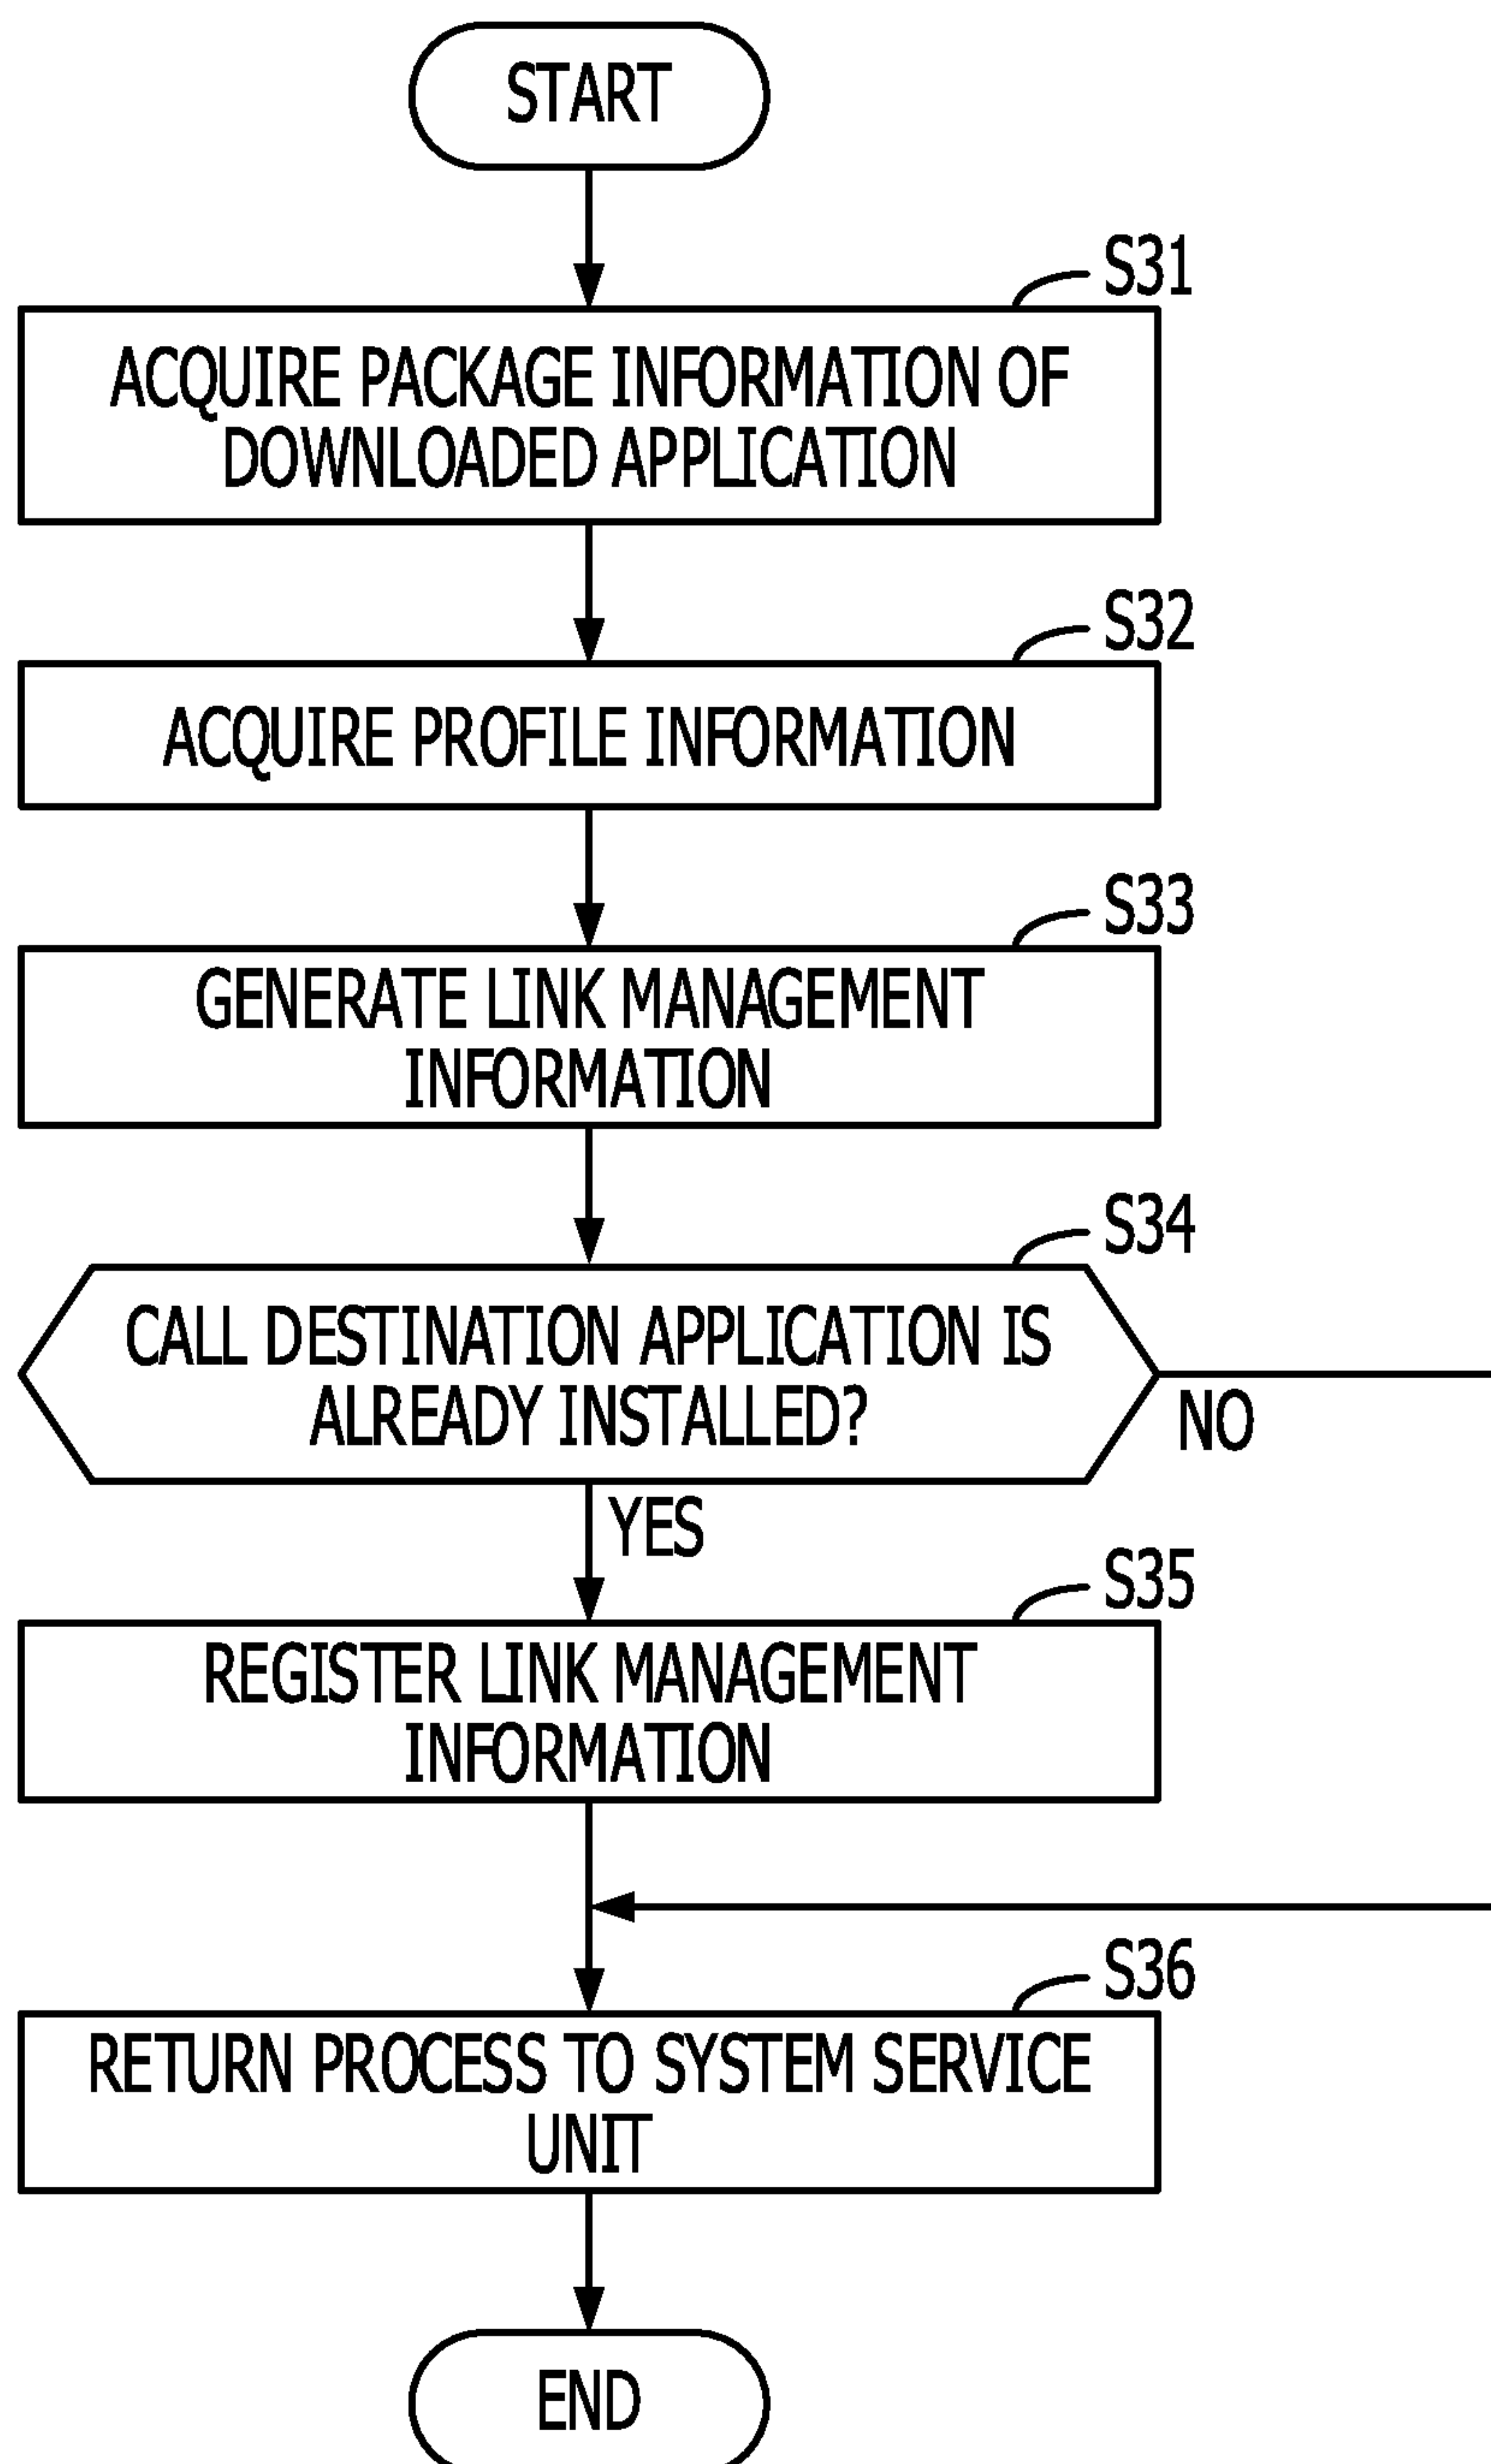 START
S31
ACQUIRE PACKAGE INFORMATION OF
DOWNLOADED APPLICATION
S32
ACQUIRE PROFILE INFORMATION
S33
GENERATE LINK MANAGEMENT
INFORMATION
S34
CALL DESTINATION APPLICATION IS
ALREADY INSTALLED?
NO
YES
S35
REGISTER LINK MANAGEMENT
INFORMATION
S36
RETURN PROCESS TO SYSTEM SERVICE
UNIT
END